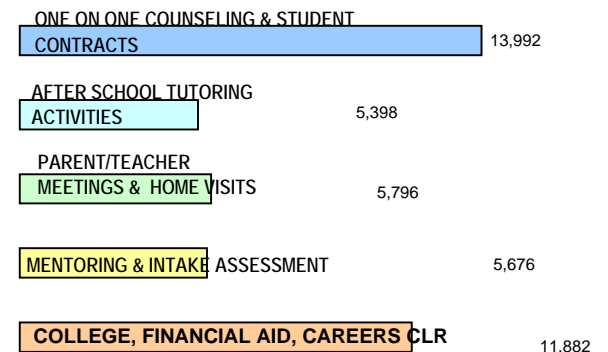 ONE ON ONE COUNSELING & STUDENT
CONTRACTS
13,992
AFTER SCHOOL TUTORING
ACTIVITIES
5,398
PARENT/TEACHER
MEETINGS & HOME VISITS
5,796
MENTORING & INTAKE ASSESSMENT
5,676
COLLEGE, FINANCIAL AID, CAREERS CLR
11,882